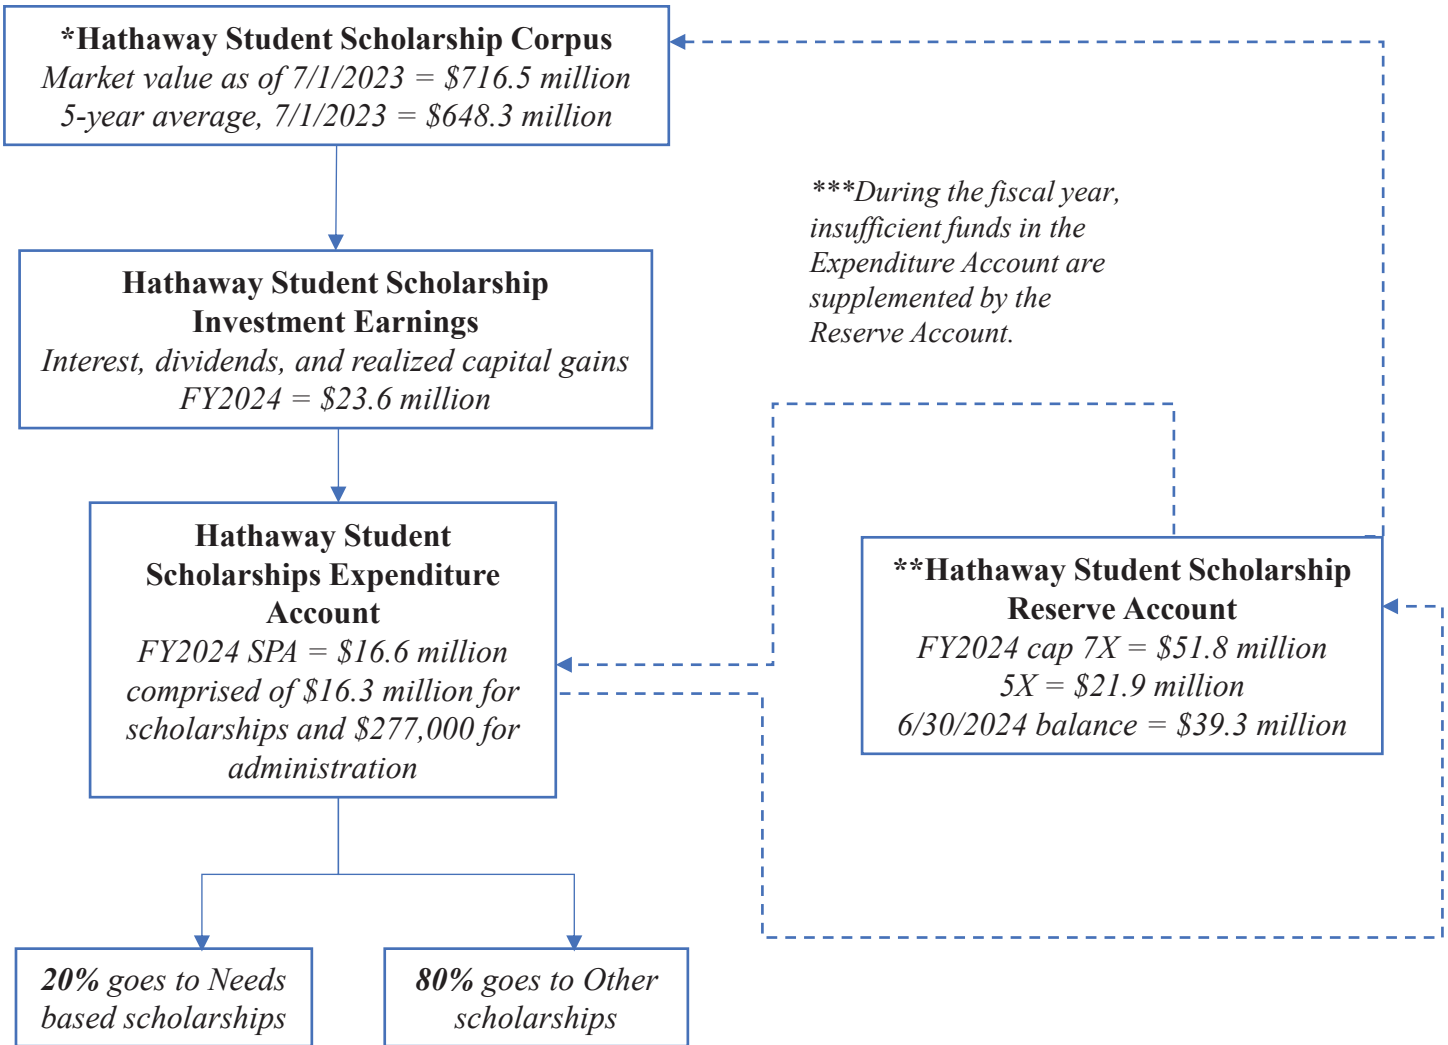 *Hathaway Student Scholarship Corpus
Market value as of 7/1/2023 = $716.5 million
5-year average, 7/1/2023 = $648.3 million
***During the fiscal year,
insufficient funds in the
Expenditure Account are
supplemented by the
Reserve Account.
Hathaway Student Scholarship
Investment Earnings
Interest, dividends, and realized capital gains
FY2024 = $23.6 million
Hathaway Student
Scholarships Expenditure
Account
FY2024 SPA = $16.6 million
comprised of $16.3 million for
scholarships and $277,000 for
administration
**Hathaway Student Scholarship
Reserve Account
FY2024 cap 7X = $51.8 million
5X = $21.9 million
6/30/2024 balance = $39.3 million
20% goes to Needs
based scholarships
80% goes to Other
scholarships